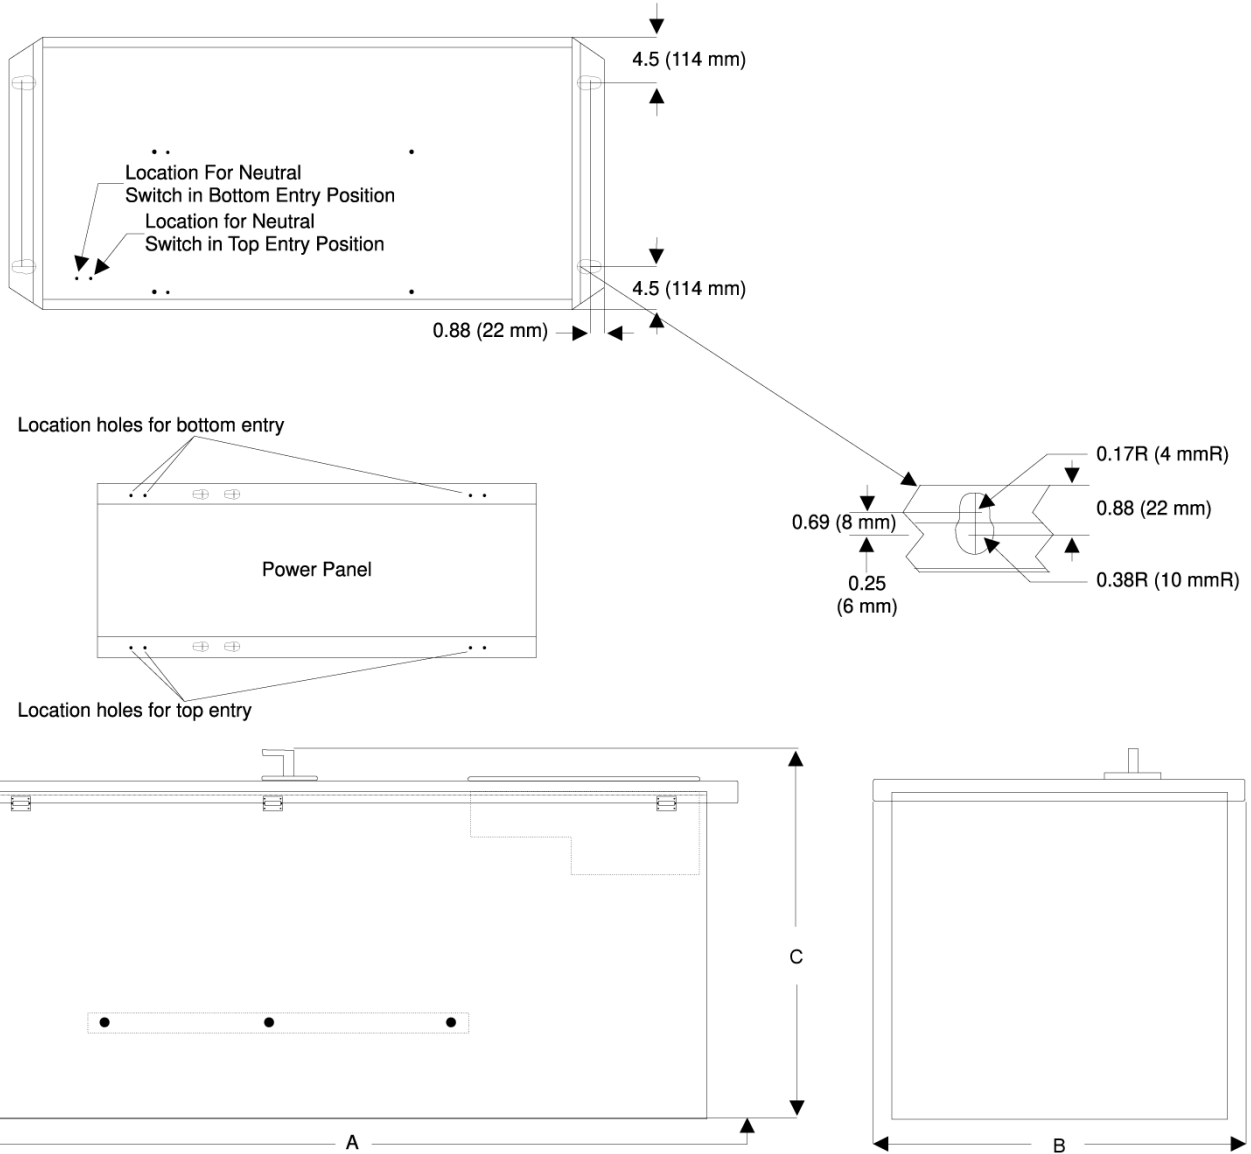 4.5 (114 mm)
Location For Neutral
Switch in Bottom Entry Position
Location for Neutral
Switch in Top Entry Position
4.5 (114 mm)
0.88 (22 mm)
Location holes for bottom entry
0.17R (4 mmR)
0.88 (22 mm)
0.69 (8 mm)
Power Panel
0.38R (10 mmR)
0.25
(6 mm)
Location holes for top entry
C
A
B